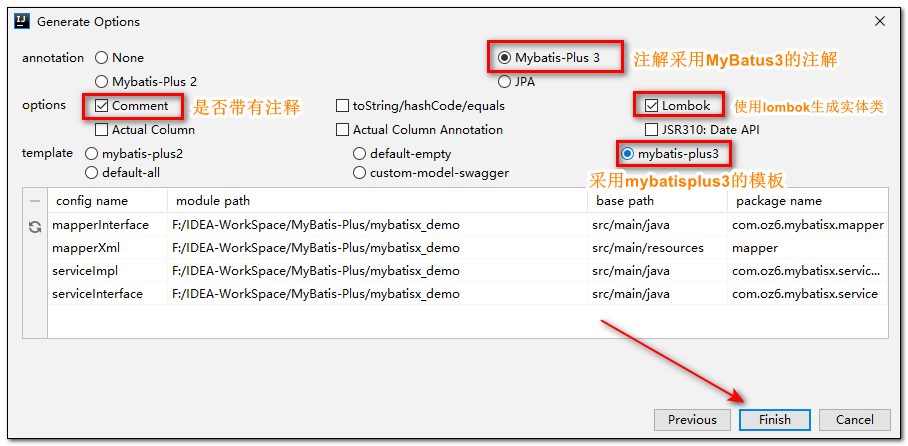 Generate Options
annotation None Mybatis-Plus 3 注解采用MyBatus3的注解
Mybatis-Plus 2 JPA
options Comment 是否带有注释 toString/hashCode/equals Lombok 使用lombok生成实体类
Actual Column Actual Column Annotation JSR310: Date API
template mybatis-plus2 default-empty mybatis-plus3
default-all custom-model-swagger 采用mybatisplus3的模板
config name module path base path package name
mapperInterface F:/IDEA-WorkSpace/MyBatis-Plus/mybatisx_demo src/main/java com.oz6.mybatisx.mapper
mapperXml F:/IDEA-WorkSpace/MyBatis-Plus/mybatisx_demo src/main/resources mapper
serviceImpl F:/IDEA-WorkSpace/MyBatis-Plus/mybatisx_demo src/main/java com.oz6.mybatisx.servic...
serviceInterface F:/IDEA-WorkSpace/MyBatis-Plus/mybatisx_demo src/main/java com.oz6.mybatisx.service
Previous Finish Cancel